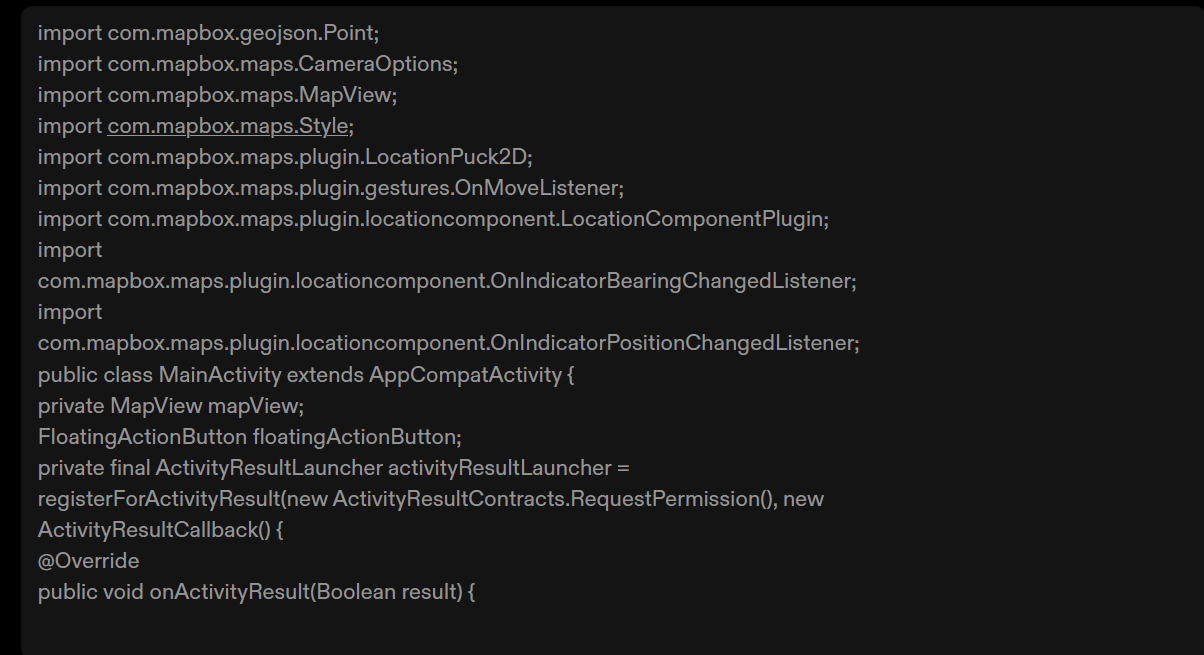 import com.mapbox.geojson.Point;
import com.mapbox.maps.CameraOptions;
import com.mapbox.maps.MapView;
import com.mapbox.maps.Style;
import com.mapbox.maps.plugin.LocationPuck2D;
import com.mapbox.maps.plugin.gestures.OnMoveListener;
import com.mapbox.maps.plugin.locationcomponent.LocationComponentPlugin;
import
com.mapbox.maps.plugin.locationcomponent.OnIndicatorBearingChangedListener;
import
com.mapbox.maps.plugin.locationcomponent.OnIndicatorPositionChangedListener;
public class MainActivity extends AppCompatActivity {
private MapView mapView;
FloatingActionButton floatingActionButton;
private final ActivityResultLauncher activityResultLauncher =
registerForActivityResult(new ActivityResultContracts.RequestPermission(), new
ActivityResultCallback() {
@Override
public void onActivityResult(Boolean result) {